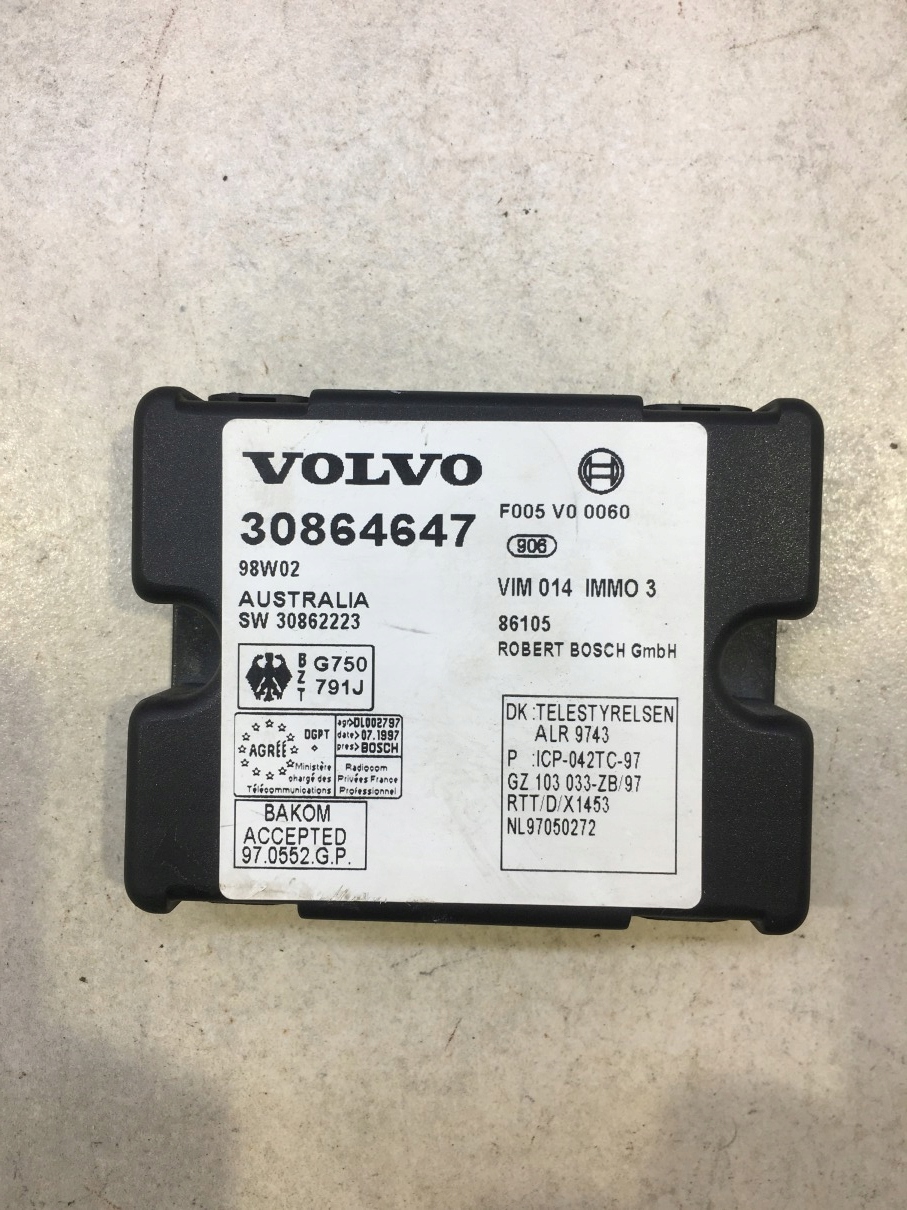 VOLVO
30864647
98W02
AUSTRALIA
SW 30862223
F005 V0 0060
906
VIM 014 IMMO 3
86105
ROBERT BOSCH GmbH
BZT
G750
791J
AGRÉÉ
DGPT
Ministère
chargé des
Télécommunications
agr>DL002797
date>07.1997
pres>BOSCH
Radiocom
Privées France
Professionnel
BAKOM
ACCEPTED
97.0552.G.P.
DK :TELESTYRELSEN
ALR 9743
P :ICP-042TC-97
GZ 103 033-ZB/97
RTT/D/X1453
NL97050272